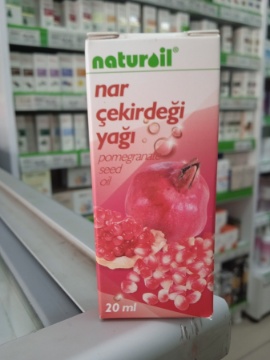 naturoil®
nar
çekirdeği
yağı
pomegranate
seed
oil
20 ml